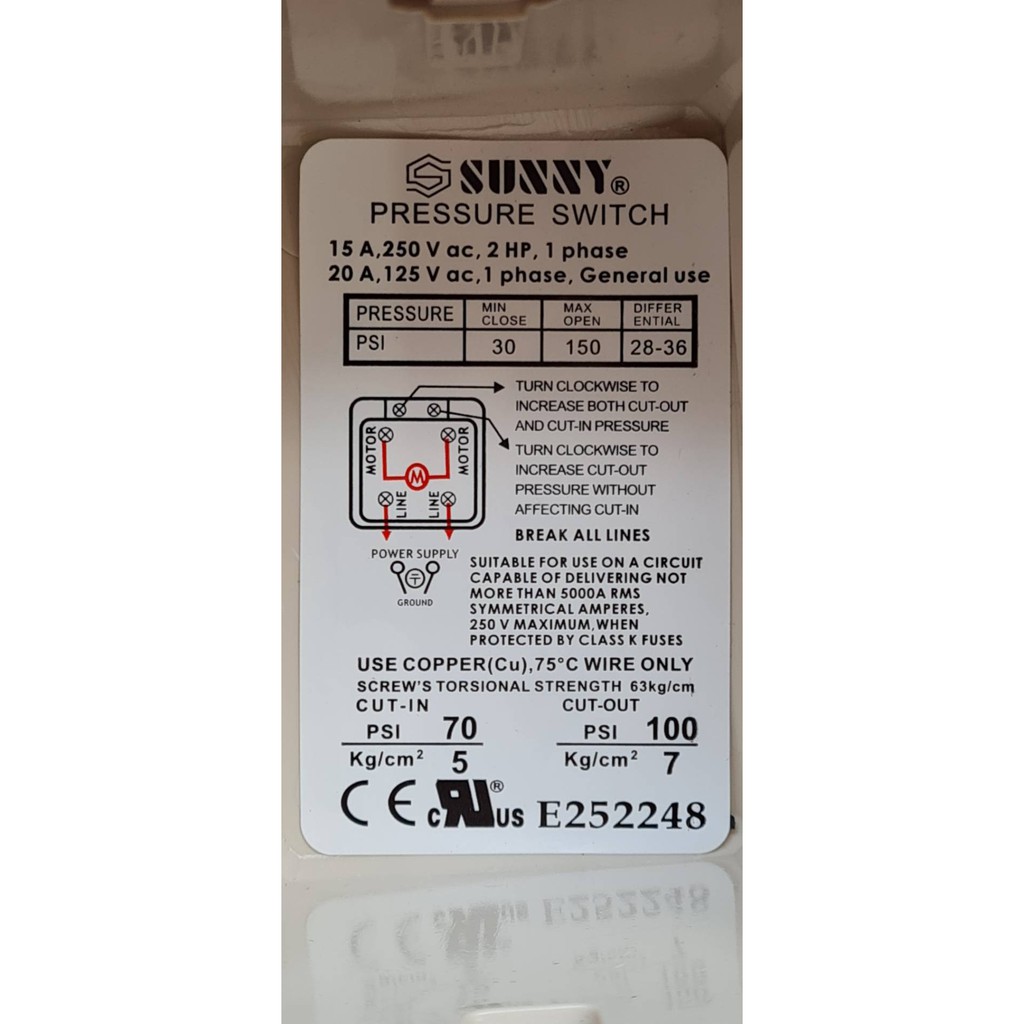 SUNNY®
PRESSURE SWITCH
15 A,250 V ac, 2 HP, 1 phase
20 A,125 V ac,1 phase, General use
PRESSURE MIN CLOSE MAX OPEN DIFFER ENTIAL
PSI 30 150 28-36
TURN CLOCKWISE TO
INCREASE BOTH CUT-OUT
AND CUT-IN PRESSURE
TURN CLOCKWISE TO
INCREASE CUT-OUT
PRESSURE WITHOUT
AFFECTING CUT-IN
MOTOR MOTOR
M
LINE LINE
BREAK ALL LINES
POWER SUPPLY
GROUND
SUITABLE FOR USE ON A CIRCUIT
CAPABLE OF DELIVERING NOT
MORE THAN 5000A RMS
SYMMETRICAL AMPERES,
250 V MAXIMUM,WHEN
PROTECTED BY CLASS K FUSES
USE COPPER(Cu),75°C WIRE ONLY
SCREW'S TORSIONAL STRENGTH 63kg/cm
CUT-IN CUT-OUT
PSI 70 PSI 100
Kg/cm² 5 Kg/cm² 7
CE c RU® US E252248